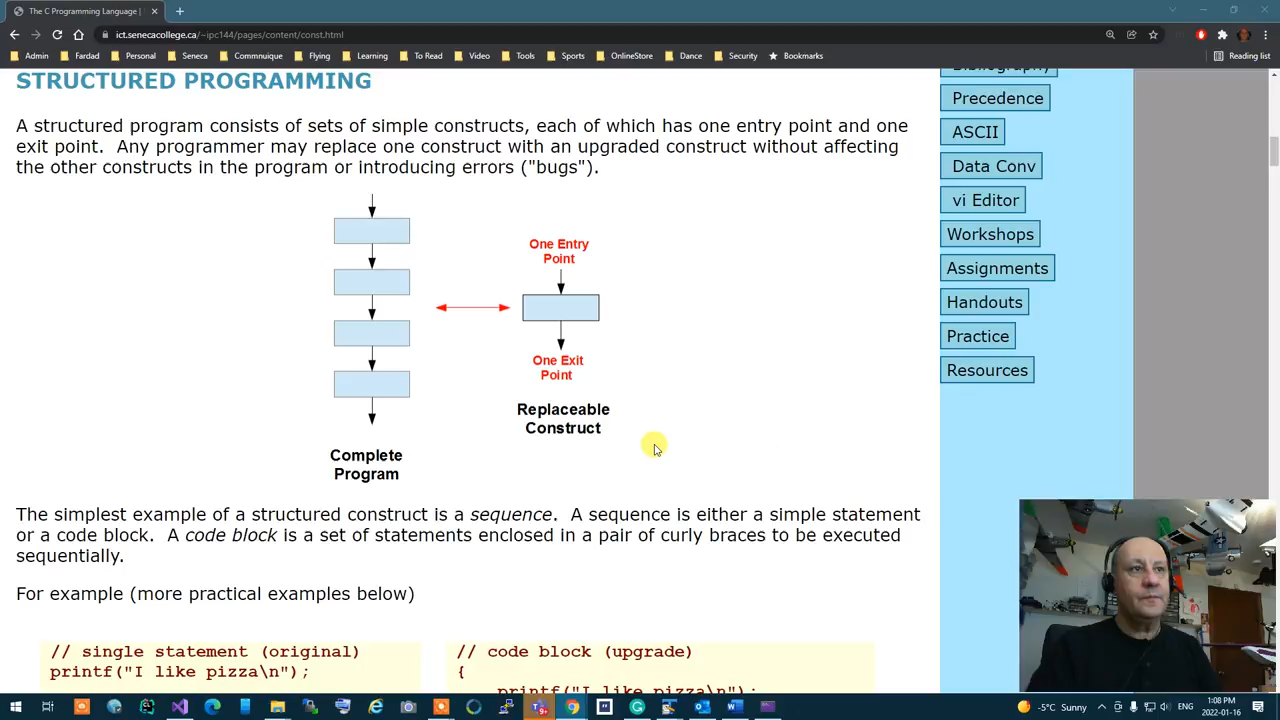 The C Programming Language |
ict.senecacollege.ca/~ipc144/pages/content/const.html
Reading list
Admin
Fardad
Personal
Seneca
Commnuique
Flying
Learning
To Read
Video
Tools
Sports
OnlineStore
Dance
Security
Bookmarks
STRUCTURED PROGRAMMING
A structured program consists of sets of simple constructs, each of which has one entry point and one
exit point. Any programmer may replace one construct with an upgraded construct without affecting
the other constructs in the program or introducing errors ("bugs").
One Entry
Point
One Exit
Point
Replaceable
Construct
Complete
Program
The simplest example of a structured construct is a sequence. A sequence is either a simple statement
or a code block. A code block is a set of statements enclosed in a pair of curly braces to be executed
sequentially.
For example (more practical examples below)
// single statement (original)
printf("I like pizza\n");
// code block (upgrade)
{
printf("I like pizza\n");
Bibliography
Precedence
ASCII
Data Conv
vi Editor
Workshops
Assignments
Handouts
Practice
Resources
-5°C Sunny
1:08 PM
2022-01-16